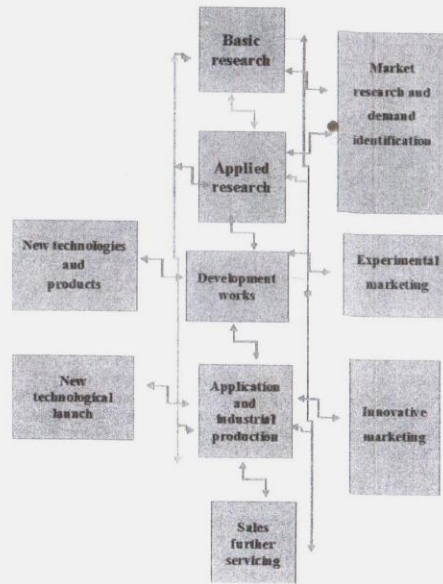 Basic
research
Market
research and
demand
identification
Applied
research
New technologies
and
products
Development
works
Experimental
marketing
New
technological
launch
Application
and
industrial
production
Innovative
marketing
Sales
further
servicing